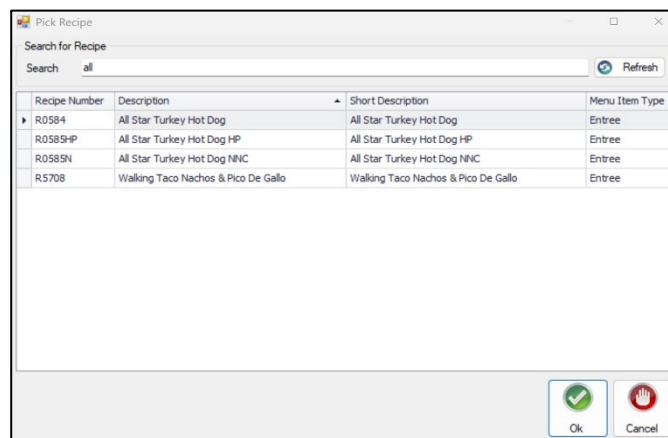 Pick Recipe
Search for Recipe
Search all Refresh
Recipe Number Description Short Description Menu Item Type
R0584 All Star Turkey Hot Dog All Star Turkey Hot Dog Entree
R0585HP All Star Turkey Hot Dog HP All Star Turkey Hot Dog HP Entree
R0585N All Star Turkey Hot Dog NNC All Star Turkey Hot Dog NNC Entree
R5708 Walking Taco Nachos & Pico De Gallo Walking Taco Nachos & Pico De Gallo Entree
Ok Cancel